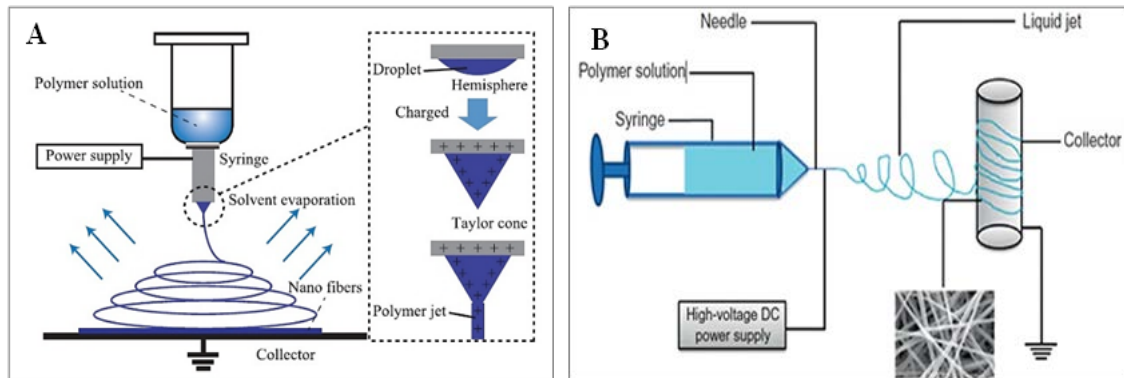 A
Polymer solution
Power supply
Syringe
Solvent evaporation
Nano fibers
Collector
Droplet
Hemisphere
Charged
+ + + + +
Taylor cone
+ + + + +
Polymer jet
B
Needle
Liquid jet
Polymer solution
Syringe
Collector
High-voltage DC
power supply